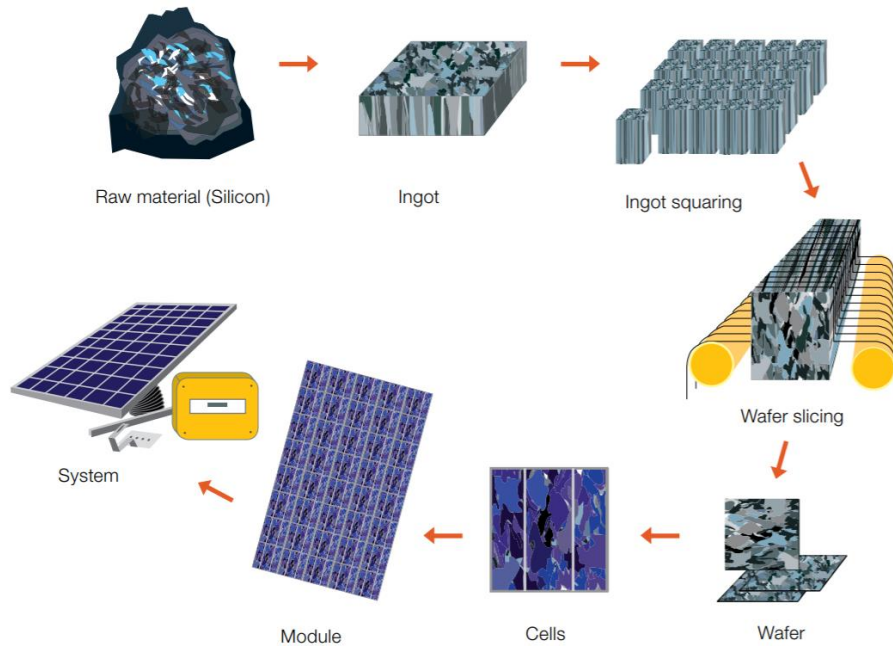 Raw material (Silicon)
Ingot
Ingot squaring
Wafer slicing
System
Module
Cells
Wafer